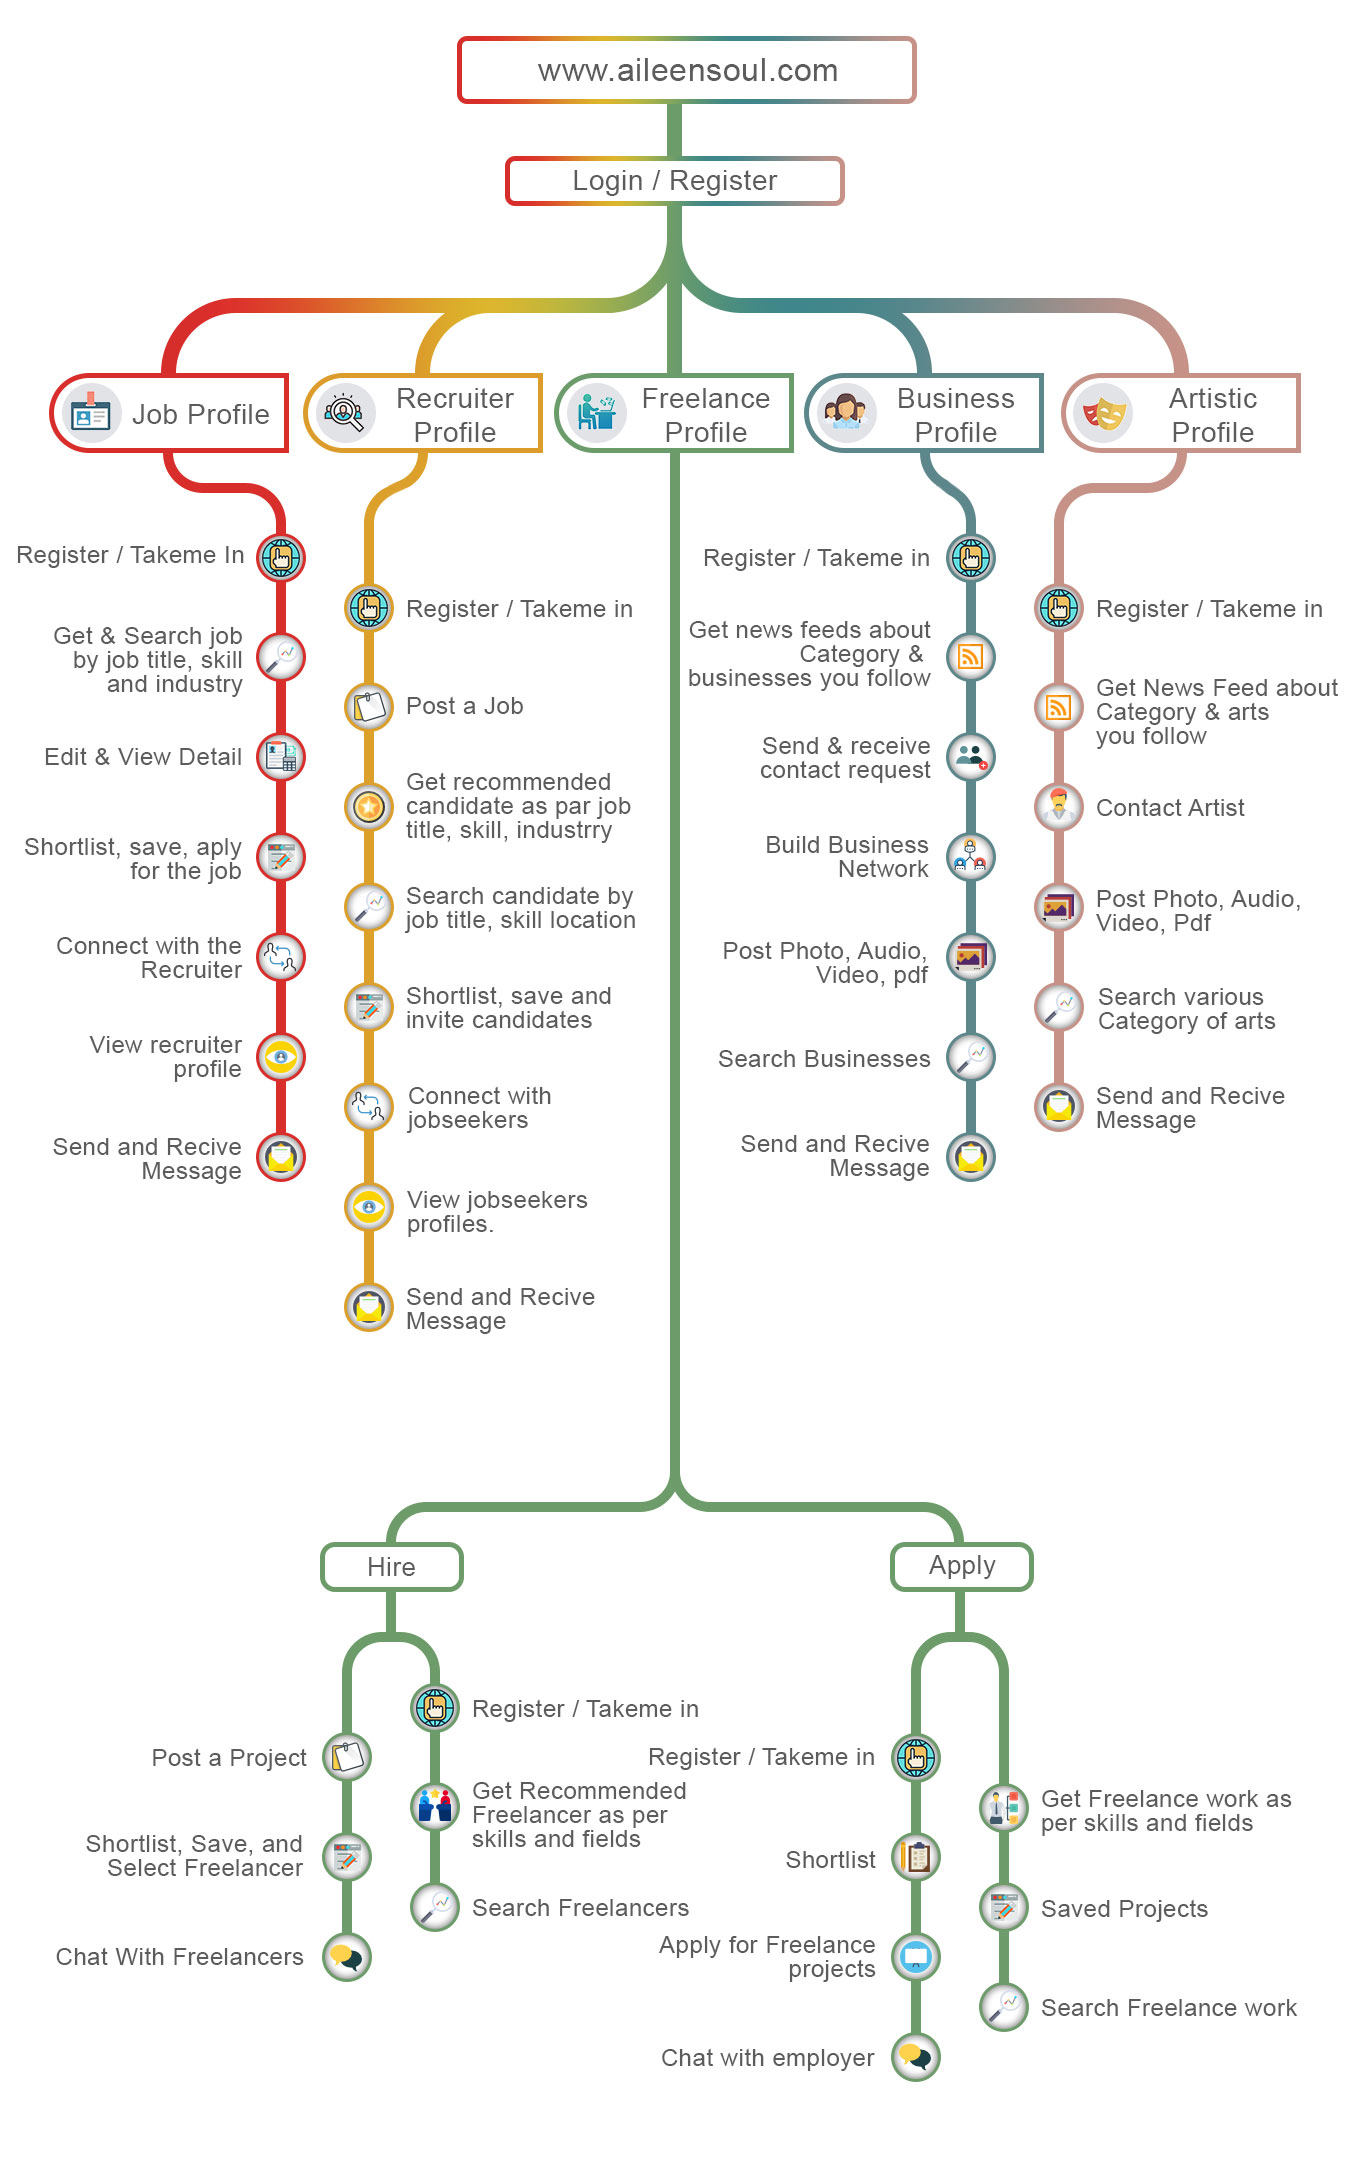 www.aileensoul.com
Login / Register
Job Profile
Recruiter
Profile
Freelance
Profile
Business
Profile
Artistic
Profile
Register / Takeme In
Get & Search job
by job title, skill
and industry
Edit & View Detail
Shortlist, save, aply
for the job
Connect with the
Recruiter
View recruiter
profile
Send and Recive
Message
Register / Takeme in
Post a Job
Get recommended
candidate as par job
title, skill, industrry
Search candidate by
job title, skill location
Shortlist, save and
invite candidates
Connect with
jobseekers
View jobseekers
profiles.
Send and Recive
Message
Register / Takeme in
Get news feeds about
Category &
businesses you follow
Send & receive
contact request
Build Business
Network
Post Photo, Audio,
Video, pdf
Search Businesses
Send and Recive
Message
Register / Takeme in
Get News Feed about
Category & arts
you follow
Contact Artist
Post Photo, Audio,
Video, Pdf
Search various
Category of arts
Send and Recive
Message
Hire
Post a Project
Shortlist, Save, and
Select Freelancer
Chat With Freelancers
Register / Takeme in
Get Recommended
Freelancer as per
skills and fields
Search Freelancers
Apply
Register / Takeme in
Shortlist
Apply for Freelance
projects
Chat with employer
Get Freelance work as
per skills and fields
Saved Projects
Search Freelance work